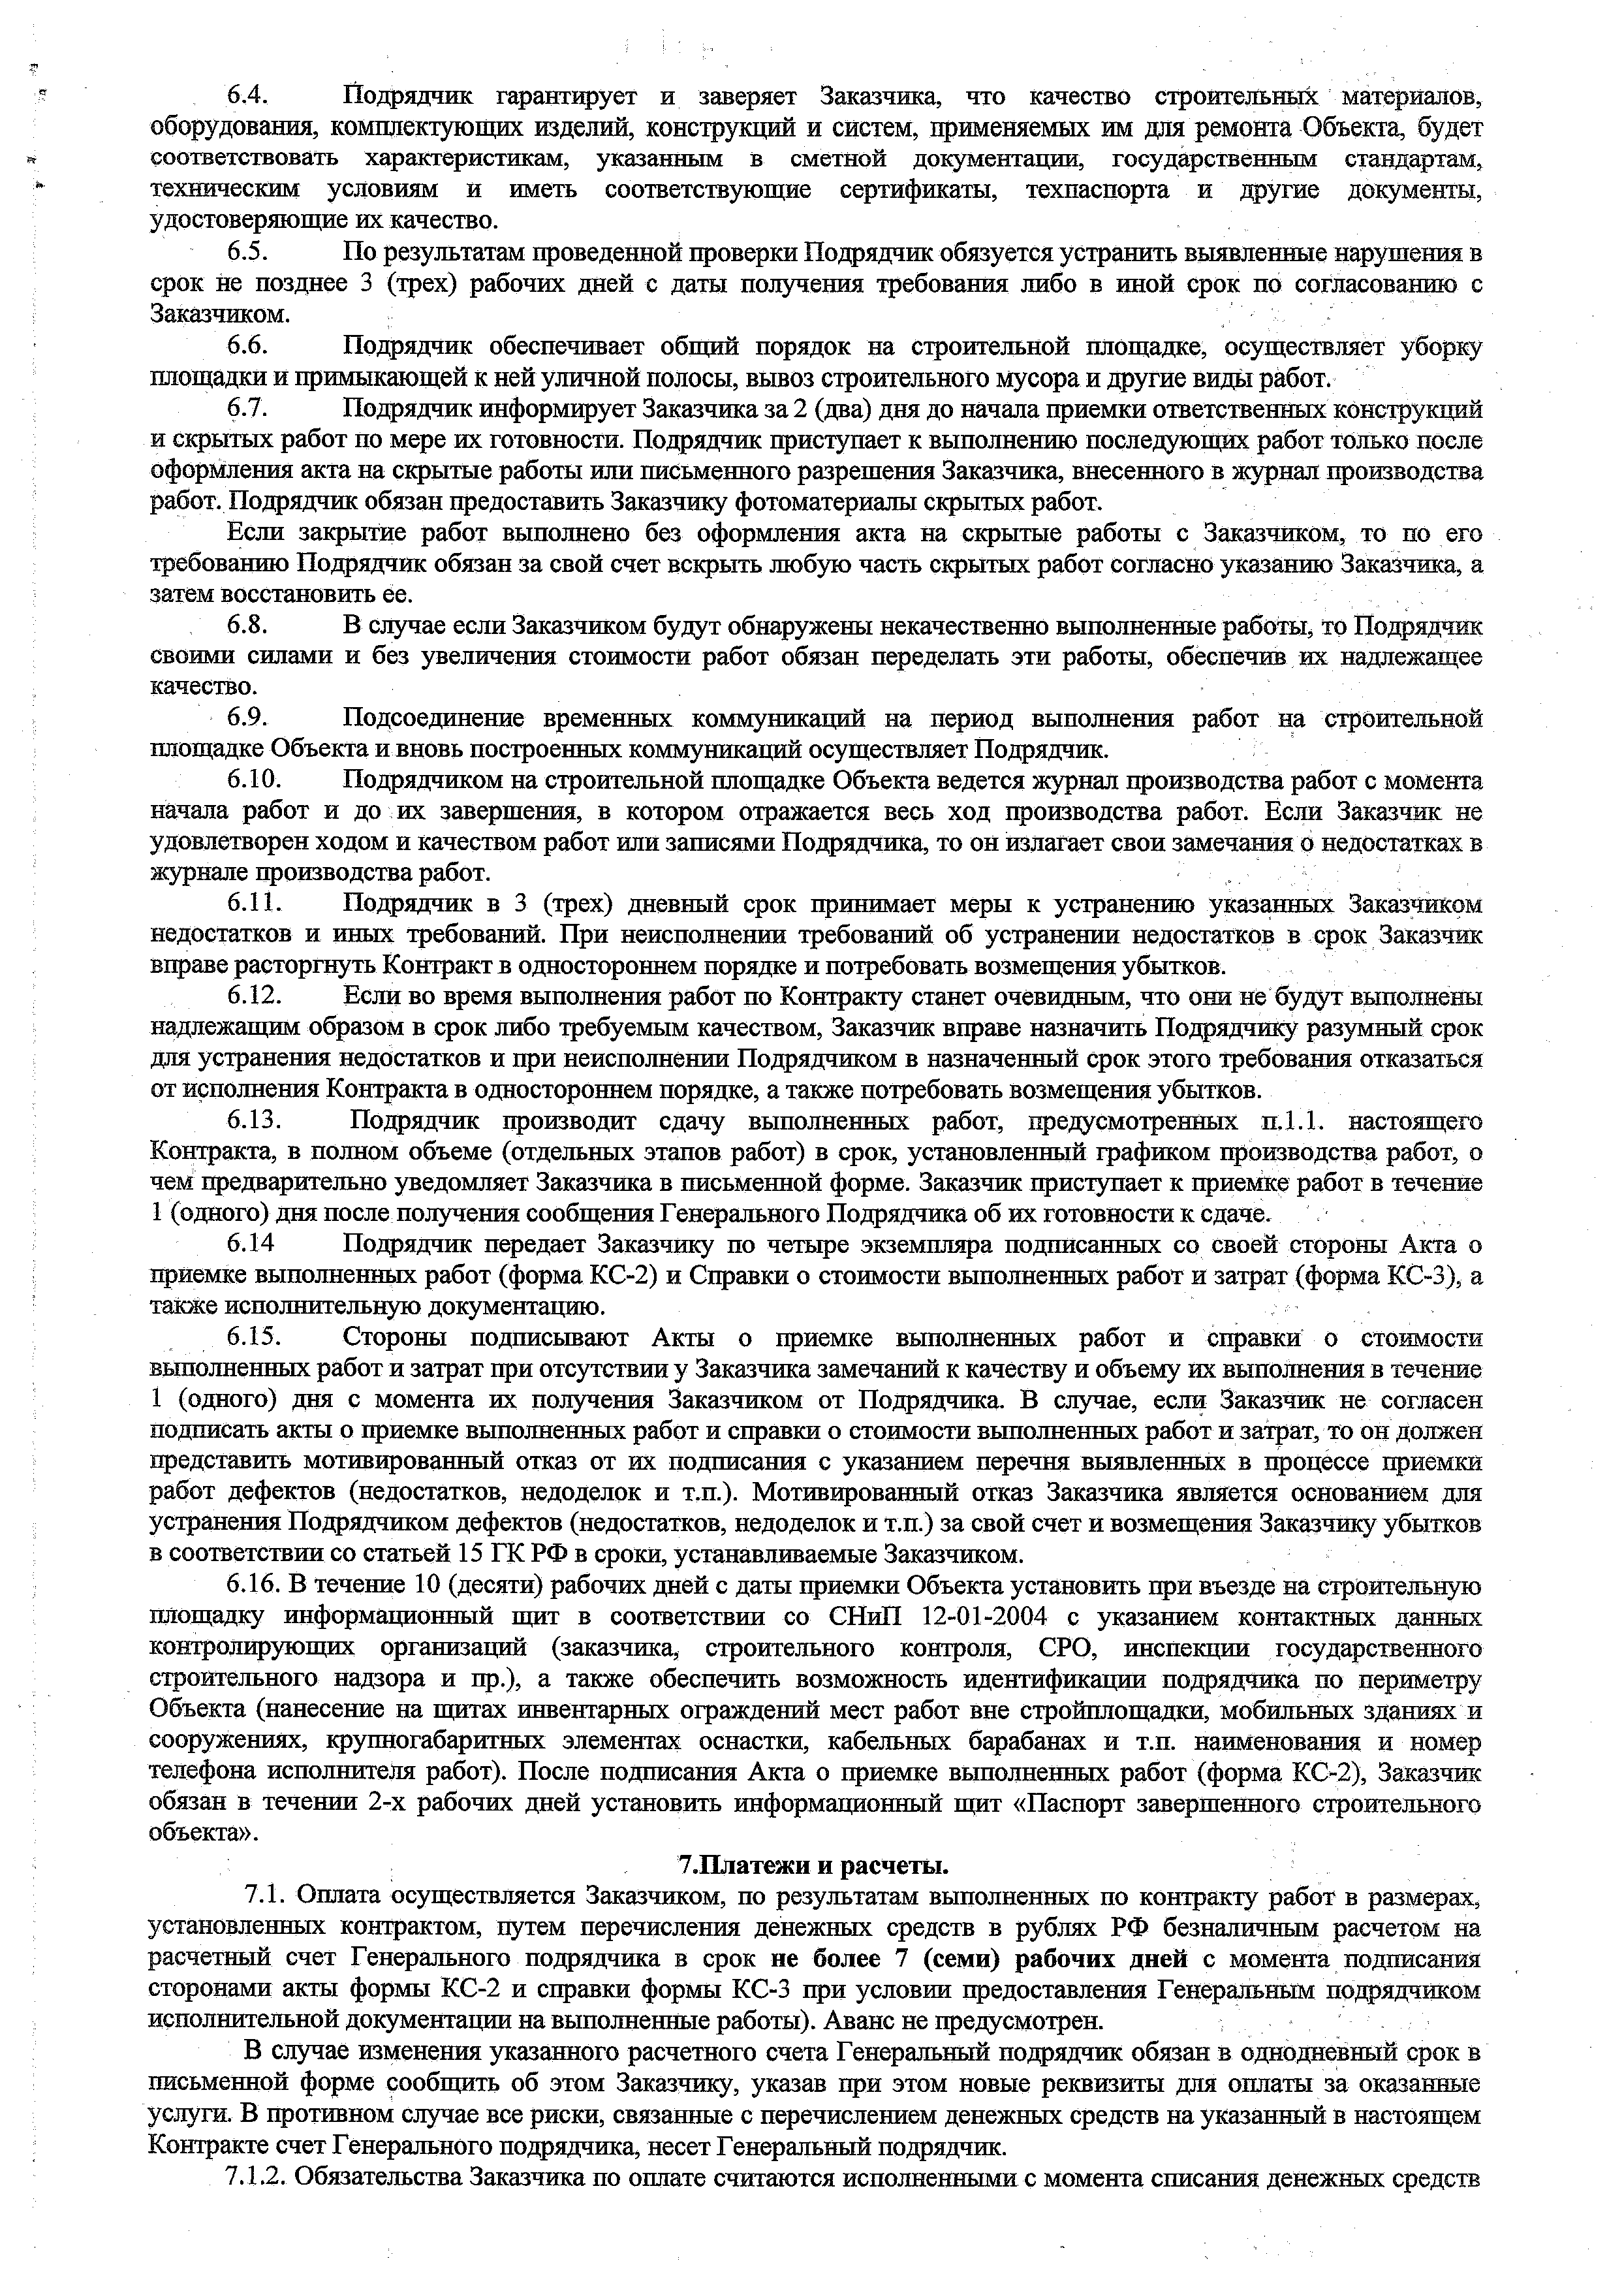 6.4. Подрядчик гарантирует и заверяет Заказчика, что качество строительных материалов,
оборудования, комплектующих изделий, конструкций и систем, применяемых им для ремонта Объекта, будет
соответствовать характеристикам, указанным в сметной документации, государственным стандартам,
техническим условиям и иметь соответствующие сертификаты, техпаспорта и другие документы,
удостоверяющие их качество.
6.5. По результатам проведенной проверки Подрядчик обязуется устранить выявленные нарушения в
срок не позднее 3 (трех) рабочих дней с даты получения требования либо в иной срок по согласованию с
Заказчиком.
6.6. Подрядчик обеспечивает общий порядок на строительной площадке, осуществляет уборку
площадки и примыкающей к ней уличной полосы, вывоз строительного мусора и другие виды работ.
6.7. Подрядчик информирует Заказчика за 2 (два) дня до начала приемки ответственных конструкций
и скрытых работ по мере их готовности. Подрядчик приступает к выполнению последующих работ только после
оформления акта на скрытые работы или письменного разрешения Заказчика, внесенного в журнал производства
работ. Подрядчик обязан предоставить Заказчику фотоматериалы скрытых работ.
Если закрытие работ выполнено без оформления акта на скрытые работы с Заказчиком, то по его
требованию Подрядчик обязан за свой счет вскрыть любую часть скрытых работ согласно указанию Заказчика, а
затем восстановить ее.
6.8. В случае если Заказчиком будут обнаружены некачественно выполненные работы, то Подрядчик
своими силами и без увеличения стоимости работ обязан переделать эти работы, обеспечив их надлежащее
качество.
6.9. Подсоединение временных коммуникаций на период выполнения работ на строительной
площадке Объекта и вновь построенных коммуникаций осуществляет Подрядчик.
6.10. Подрядчиком на строительной площадке Объекта ведется журнал производства работ с момента
начала работ и до их завершения, в котором отражается весь ход производства работ. Если Заказчик не
удовлетворен ходом и качеством работ или записями Подрядчика, то он излагает свои замечания о недостатках в
журнале производства работ.
6.11. Подрядчик в 3 (трех) дневный срок принимает меры к устранению указанных Заказчиком
недостатков и иных требований. При неисполнении требований об устранении недостатков в срок Заказчик
вправе расторгнуть Контракт в одностороннем порядке и потребовать возмещения убытков.
6.12. Если во время выполнения работ по Контракту станет очевидным, что они не будут выполнены
надлежащим образом в срок либо требуемым качеством, Заказчик вправе назначить Подрядчику разумный срок
для устранения недостатков и при неисполнении Подрядчиком в назначенный срок этого требования отказаться
от исполнения Контракта в одностороннем порядке, а также потребовать возмещения убытков.
6.13. Подрядчик производит сдачу выполненных работ, предусмотренных п.1.1. настоящего
Контракта, в полном объеме (отдельных этапов работ) в срок, установленный графиком производства работ, о
чем предварительно уведомляет Заказчика в письменной форме. Заказчик приступает к приемке работ в течение
1 (одного) дня после получения сообщения Генерального Подрядчика об их готовности к сдаче.
6.14 Подрядчик передает Заказчику по четыре экземпляра подписанных со своей стороны Акта о
приемке выполненных работ (форма КС-2) и Справки о стоимости выполненных работ и затрат (форма КС-3), а
также исполнительную документацию.
6.15. Стороны подписывают Акты о приемке выполненных работ и справки о стоимости
выполненных работ и затрат при отсутствии у Заказчика замечаний к качеству и объему их выполнения в течение
1 (одного) дня с момента их получения Заказчиком от Подрядчика. В случае, если Заказчик не согласен
подписать акты о приемке выполненных работ и справки о стоимости выполненных работ и затрат, то он должен
представить мотивированный отказ от их подписания с указанием перечня выявленных в процессе приемки
работ дефектов (недостатков, недоделок и т.п.). Мотивированный отказ Заказчика является основанием для
устранения Подрядчиком дефектов (недостатков, недоделок и т.п.) за свой счет и возмещения Заказчику убытков
в соответствии со статьей 15 ГК РФ в сроки, устанавливаемые Заказчиком.
6.16. В течение 10 (десяти) рабочих дней с даты приемки Объекта установить при въезде на строительную
площадку информационный щит в соответствии со СНиП 12-01-2004 с указанием контактных данных
контролирующих организаций (заказчика, строительного контроля, СРО, инспекции государственного
строительного надзора и пр.), а также обеспечить возможность идентификации подрядчика по периметру
Объекта (нанесение на щитах инвентарных ограждений мест работ вне стройплощадки, мобильных зданиях и
сооружениях, крупногабаритных элементах оснастки, кабельных барабанах и т.п. наименования и номер
телефона исполнителя работ). После подписания Акта о приемке выполненных работ (форма КС-2), Заказчик
обязан в течении 2-х рабочих дней установить информационный щит «Паспорт завершенного строительного
объекта».
7.Платежи и расчеты.
7.1. Оплата осуществляется Заказчиком, по результатам выполненных по контракту работ в размерах,
установленных контрактом, путем перечисления денежных средств в рублях РФ безналичным расчетом на
расчетный счет Генерального подрядчика в срок не более 7 (семи) рабочих дней с момента подписания
сторонами акты формы КС-2 и справки формы КС-3 при условии предоставления Генеральным подрядчиком
исполнительной документации на выполненные работы). Аванс не предусмотрен.
В случае изменения указанного расчетного счета Генеральный подрядчик обязан в однодневный срок в
письменной форме сообщить об этом Заказчику, указав при этом новые реквизиты для оплаты за оказанные
услуги. В противном случае все риски, связанные с перечислением денежных средств на указанный в настоящем
Контракте счет Генерального подрядчика, несет Генеральный подрядчик.
7.1.2. Обязательства Заказчика по оплате считаются исполненными с момента списания денежных средств